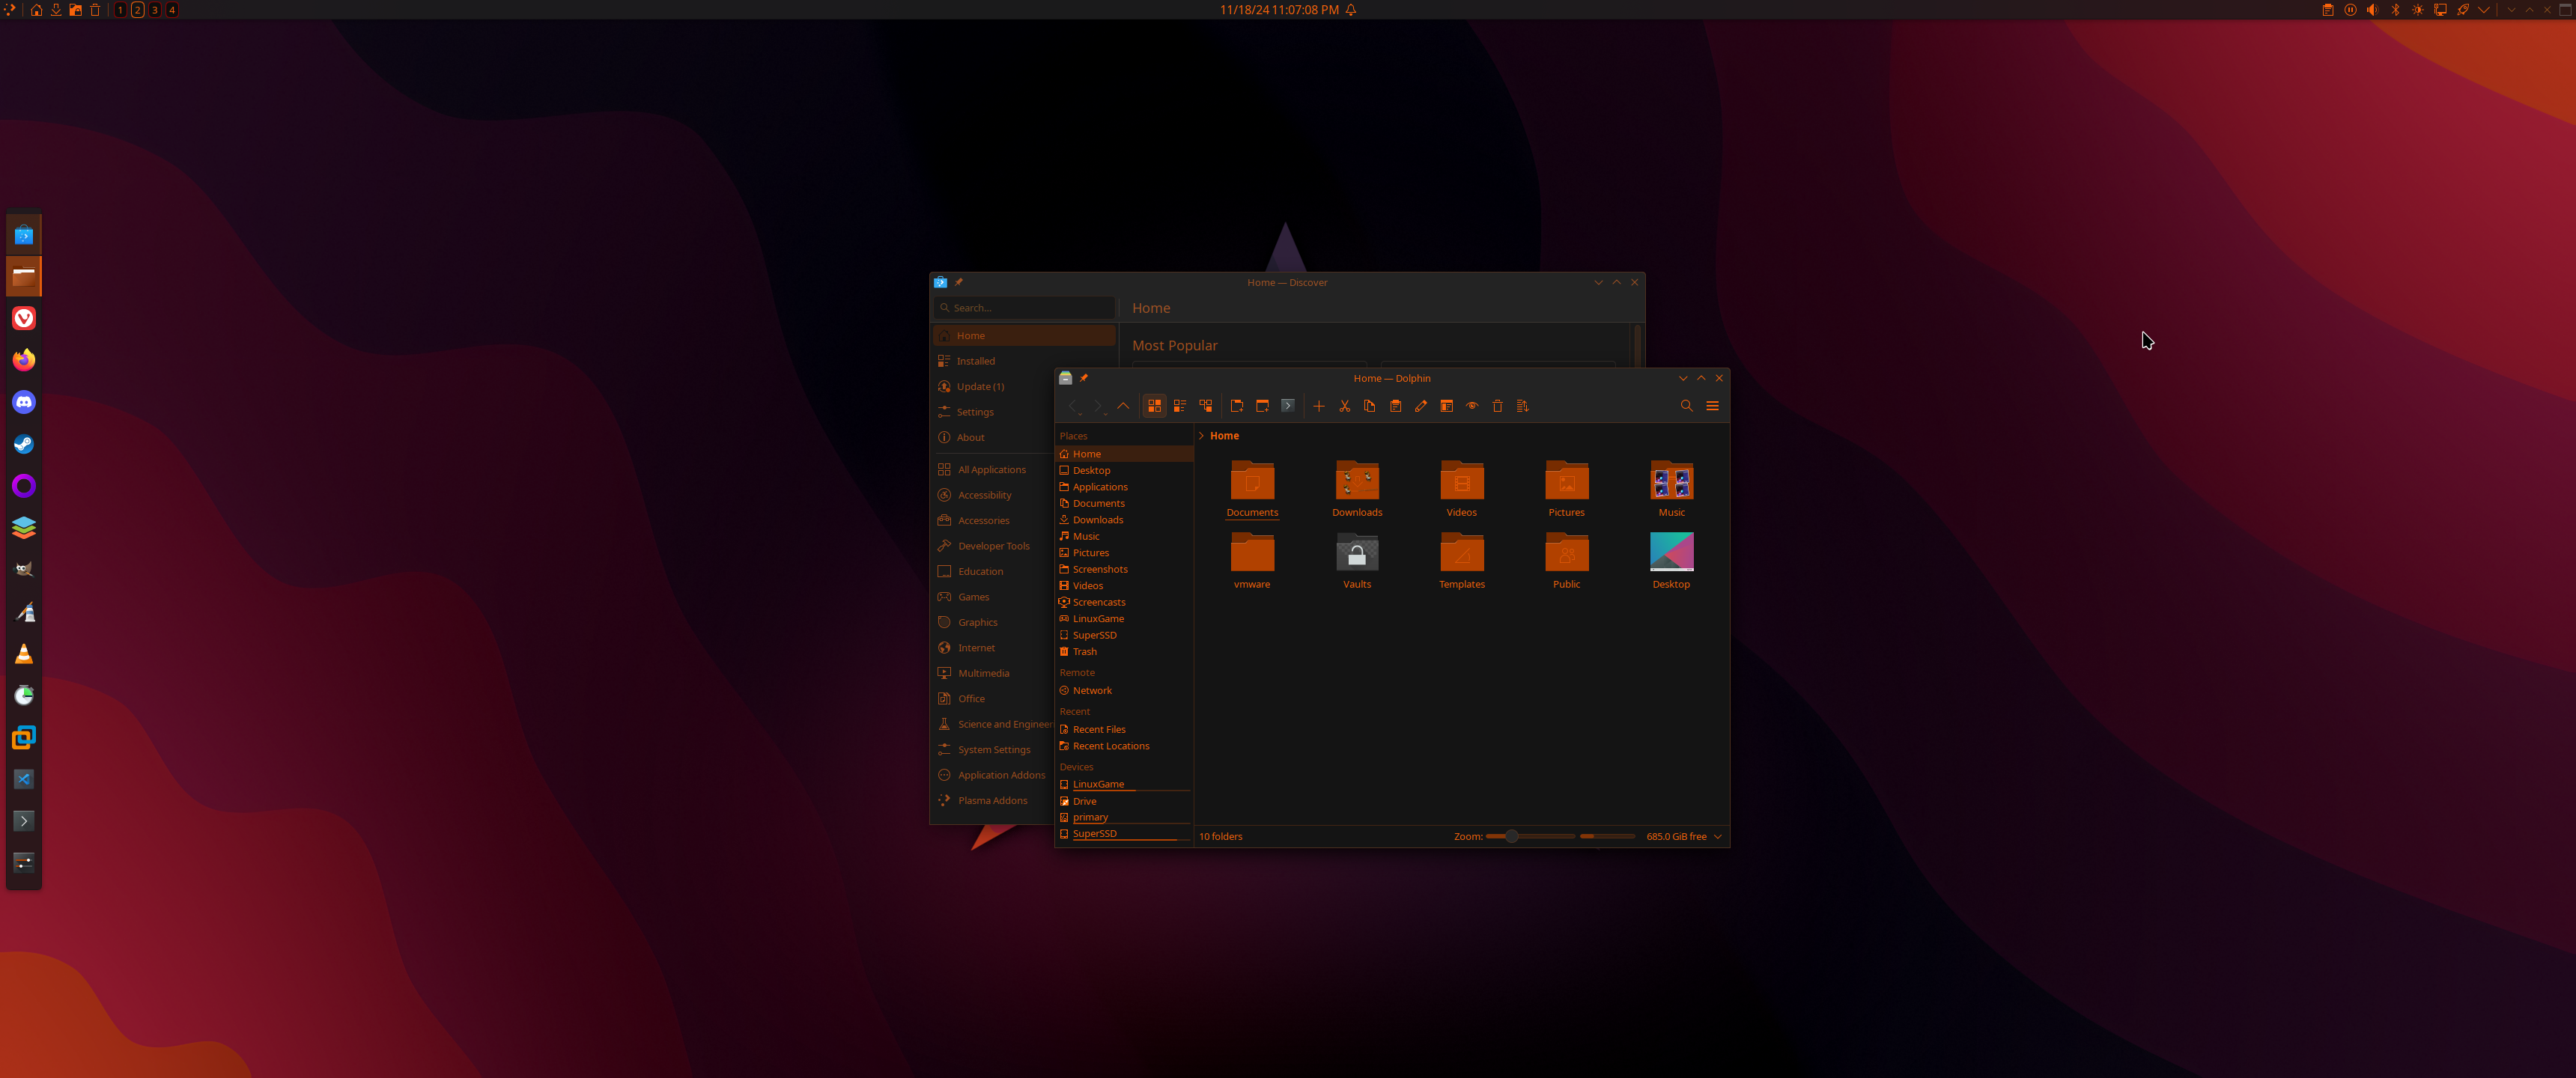 1 2 3 4
11/18/24 11:07:08 PM
Home — Discover
Search...
Home
Home
Installed
Update (1)
Settings
About
All Applications
Accessibility
Accessories
Developer Tools
Education
Games
Graphics
Internet
Multimedia
Office
Science and Engineer
System Settings
Application Addons
Plasma Addons
Most Popular
Home — Dolphin
Places
Home
Desktop
Applications
Documents
Downloads
Music
Pictures
Screenshots
Videos
Screencasts
LinuxGame
SuperSSD
Trash
Remote
Network
Recent
Recent Files
Recent Locations
Devices
LinuxGame
Drive
primary
SuperSSD
Home
Documents Downloads Videos Pictures Music
vmware Vaults Templates Public Desktop
10 folders Zoom: 685.0 GiB free